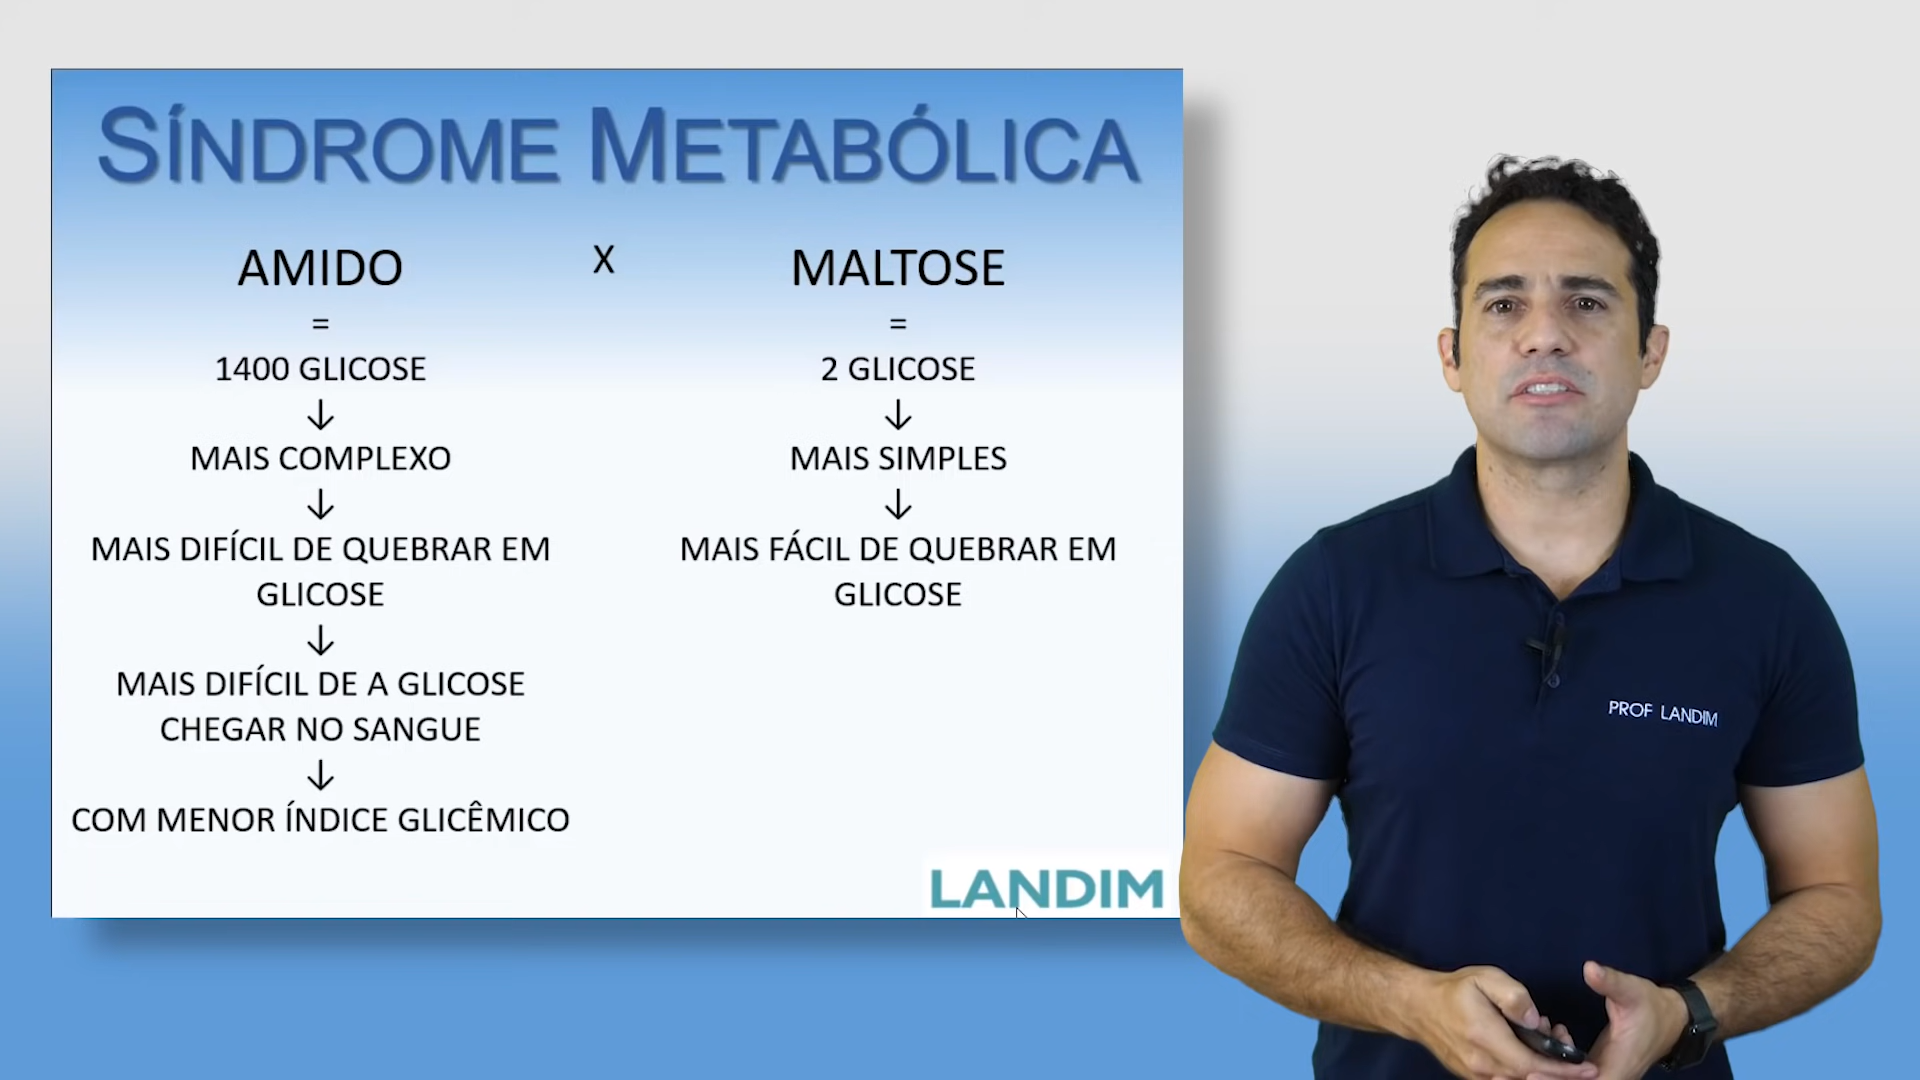 SÍNDROME METABÓLICA
AMIDO X MALTOSE
=
1400 GLICOSE
↓
MAIS COMPLEXO
↓
MAIS DIFÍCIL DE QUEBRAR EM
GLICOSE
↓
MAIS DIFÍCIL DE A GLICOSE
CHEGAR NO SANGUE
↓
COM MENOR ÍNDICE GLICÊMICO
=
2 GLICOSE
↓
MAIS SIMPLES
↓
MAIS FÁCIL DE QUEBRAR EM
GLICOSE
LANDIM
PROF LANDIM